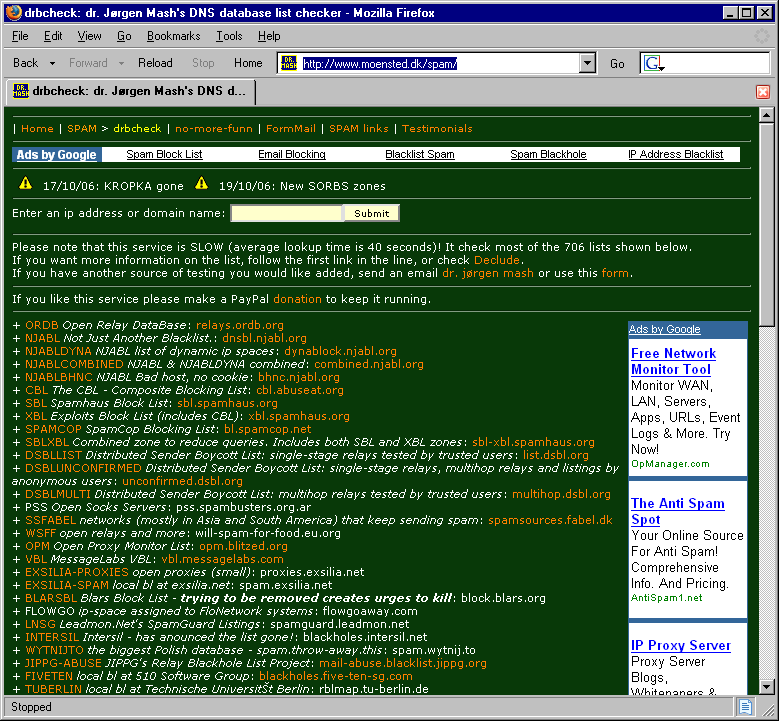 drbcheck: dr. Jørgen Mash's DNS database list checker - Mozilla Firefox
File Edit View Go Bookmarks Tools Help
Back Forward Reload Stop Home DR. MASH http://www.moensted.dk/spam/ Go G
DR. MASH drbcheck: dr. Jørgen Mash's DNS d...
| Home | SPAM > drbcheck | no-more-funn | FormMail | SPAM links | Testimonials
Ads by Google Spam Block List Email Blocking Blacklist Spam Spam Blackhole IP Address Blacklist
17/10/06: KROPKA gone 19/10/06: New SORBS zones
Enter an ip address or domain name: Submit
Please note that this service is SLOW (average lookup time is 40 seconds)! It check most of the 706 lists shown below.
If you want more information on the list, follow the first link in the line, or check Declude.
If you have another source of testing you would like added, send an email dr. jørgen mash or use this form.
If you like this service please make a PayPal donation to keep it running.
+ ORDB Open Relay DataBase: relays.ordb.org
+ NJABL Not Just Another Blacklist.: dnsbl.njabl.org
+ NJABLDYNA NJABL list of dynamic ip spaces: dynablock.njabl.org
+ NJABLCOMBINED NJABL & NJABLDYNA combined: combined.njabl.org
+ NJABLBHNC NJABL Bad host, no cookie: bhnc.njabl.org
+ CBL The CBL - Composite Blocking List: cbl.abuseat.org
+ SBL Spamhaus Block List: sbl.spamhaus.org
+ XBL Exploits Block List (includes CBL): xbl.spamhaus.org
+ SPAMCOP SpamCop Blocking List: bl.spamcop.net
+ SBLXBL Combined zone to reduce queries. Includes both SBL and XBL zones: sbl-xbl.spamhaus.org
+ DSBLLIST Distributed Sender Boycott List: single-stage relays tested by trusted users: list.dsbl.org
+ DSBLUNCONFIRMED Distributed Sender Boycott List: single-stage relays, multihop relays and listings by
anonymous users: unconfirmed.dsbl.org
+ DSBLMULTI Distributed Sender Boycott List: multihop relays tested by trusted users: multihop.dsbl.org
+ PSS Open Socks Servers: pss.spambusters.org.ar
+ SSFABEL networks (mostly in Asia and South America) that keep sending spam: spamsources.fabel.dk
+ WSFF open relays and more: will-spam-for-food.eu.org
+ OPM Open Proxy Monitor List: opm.blitzed.org
+ VBL MessageLabs VBL: vbl.messagelabs.com
+ EXSILIA-PROXIES open proxies (small): proxies.exsilia.net
+ EXSILIA-SPAM local bl at exsilia.net: spam.exsilia.net
+ BLARSBL Blars Block List - trying to be removed creates urges to kill: block.blars.org
+ FLOWGO ip-space assigned to FloNetwork systems: flowgoaway.com
+ LNSG Leadmon.Net's SpamGuard Listings: spamguard.leadmon.net
+ INTERSIL Intersil - has anounced the list gone!: blackholes.intersil.net
+ WYTNIJTO the biggest Polish database - spam.throw-away.this: spam.wytnij.to
+ JIPPG-ABUSE JIPPG's Relay Blackhole List Project: mail-abuse.blacklist.jippg.org
+ FIVETEN local bl at 510 Software Group: blackholes.five-ten-sg.com
+ TUBERLIN local bl at Technische UniversitŠt Berlin: rblmap.tu-berlin.de
Ads by Google
Free Network
Monitor Tool
Monitor WAN,
LAN, Servers,
Apps, URLs, Event
Logs & More. Try
Now!
OpManager.com
The Anti Spam
Spot
Your Online Source
For Anti Spam!
Comprehensive
Info. And Pricing.
AntiSpam1.net
IP Proxy Server
Proxy Server
Blogs,
Whitepapers &
Stopped